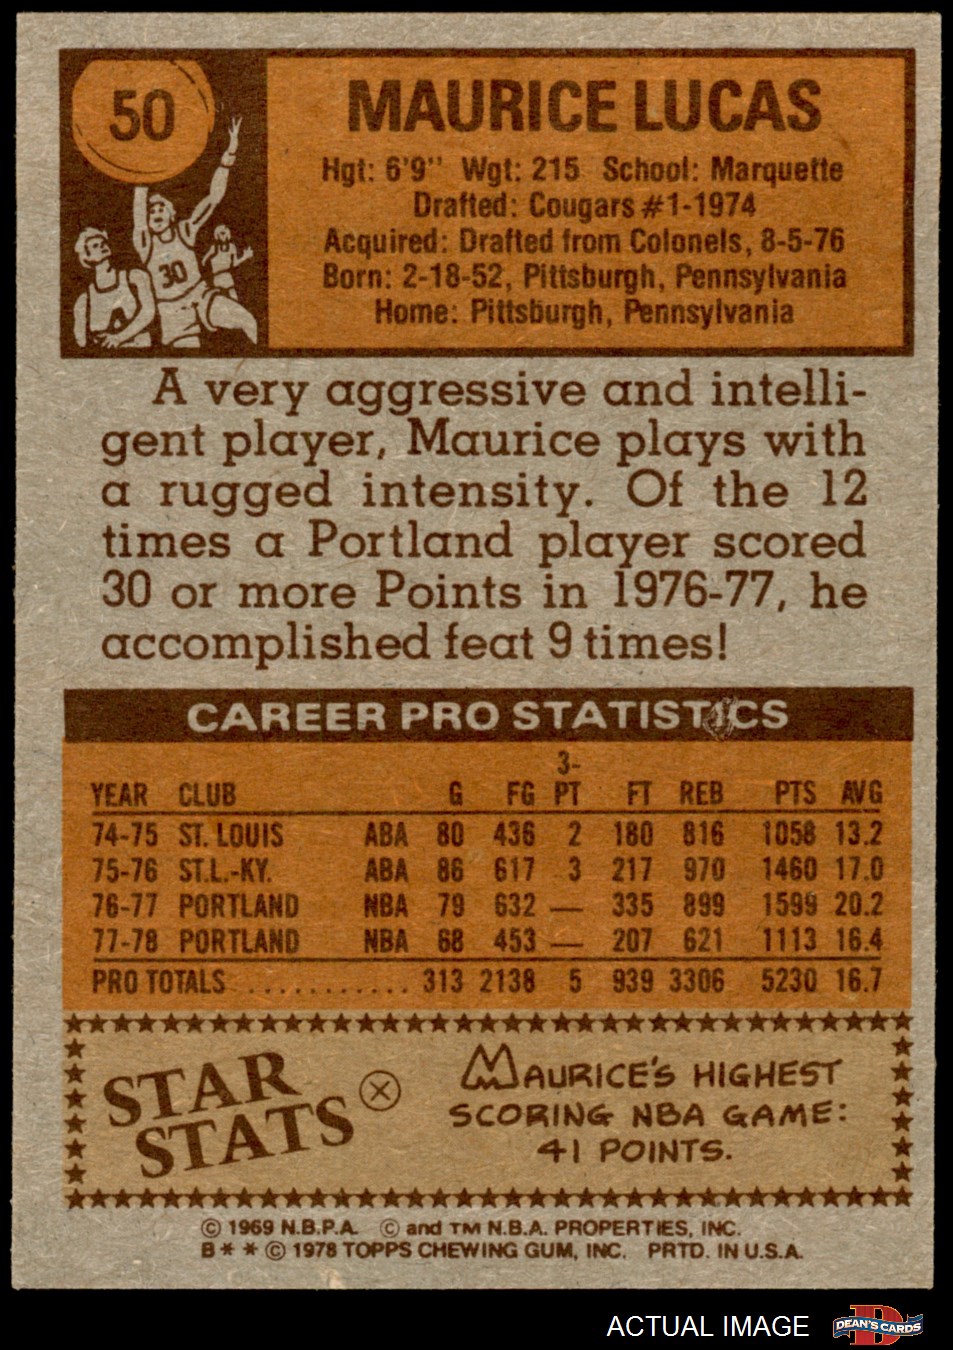 50
MAURICE LUCAS
Hgt: 6'9" Wgt: 215 School: Marquette
Drafted: Cougars #1-1974
Acquired: Drafted from Colonels, 8-5-76
Born: 2-18-52, Pittsburgh, Pennsylvania
Home: Pittsburgh, Pennsylvania
30
A very aggressive and intelli-
gent player, Maurice plays with
a rugged intensity. Of the 12
times a Portland player scored
30 or more Points in 1976-77, he
accomplished feat 9 times!
CAREER PRO STATISTICS
YEAR CLUB G FG 3-PT FT REB PTS AVG
74-75 ST. LOUIS ABA 80 436 2 180 816 1058 13.2
75-76 ST.L.-KY. ABA 86 617 3 217 970 1460 17.0
76-77 PORTLAND NBA 79 632 — 335 899 1599 20.2
77-78 PORTLAND NBA 68 453 — 207 621 1113 16.4
PRO TOTALS ............ 313 2138 5 939 3306 5230 16.7
STAR
STATS
MAURICE'S HIGHEST
SCORING NBA GAME:
41 POINTS.
© 1969 N.B.P.A. © and TM N.B.A. PROPERTIES, INC.
B * * © 1978 TOPPS CHEWING GUM, INC. PRTD. IN U.S.A.
ACTUAL IMAGE
D
DEAN'S CARDS